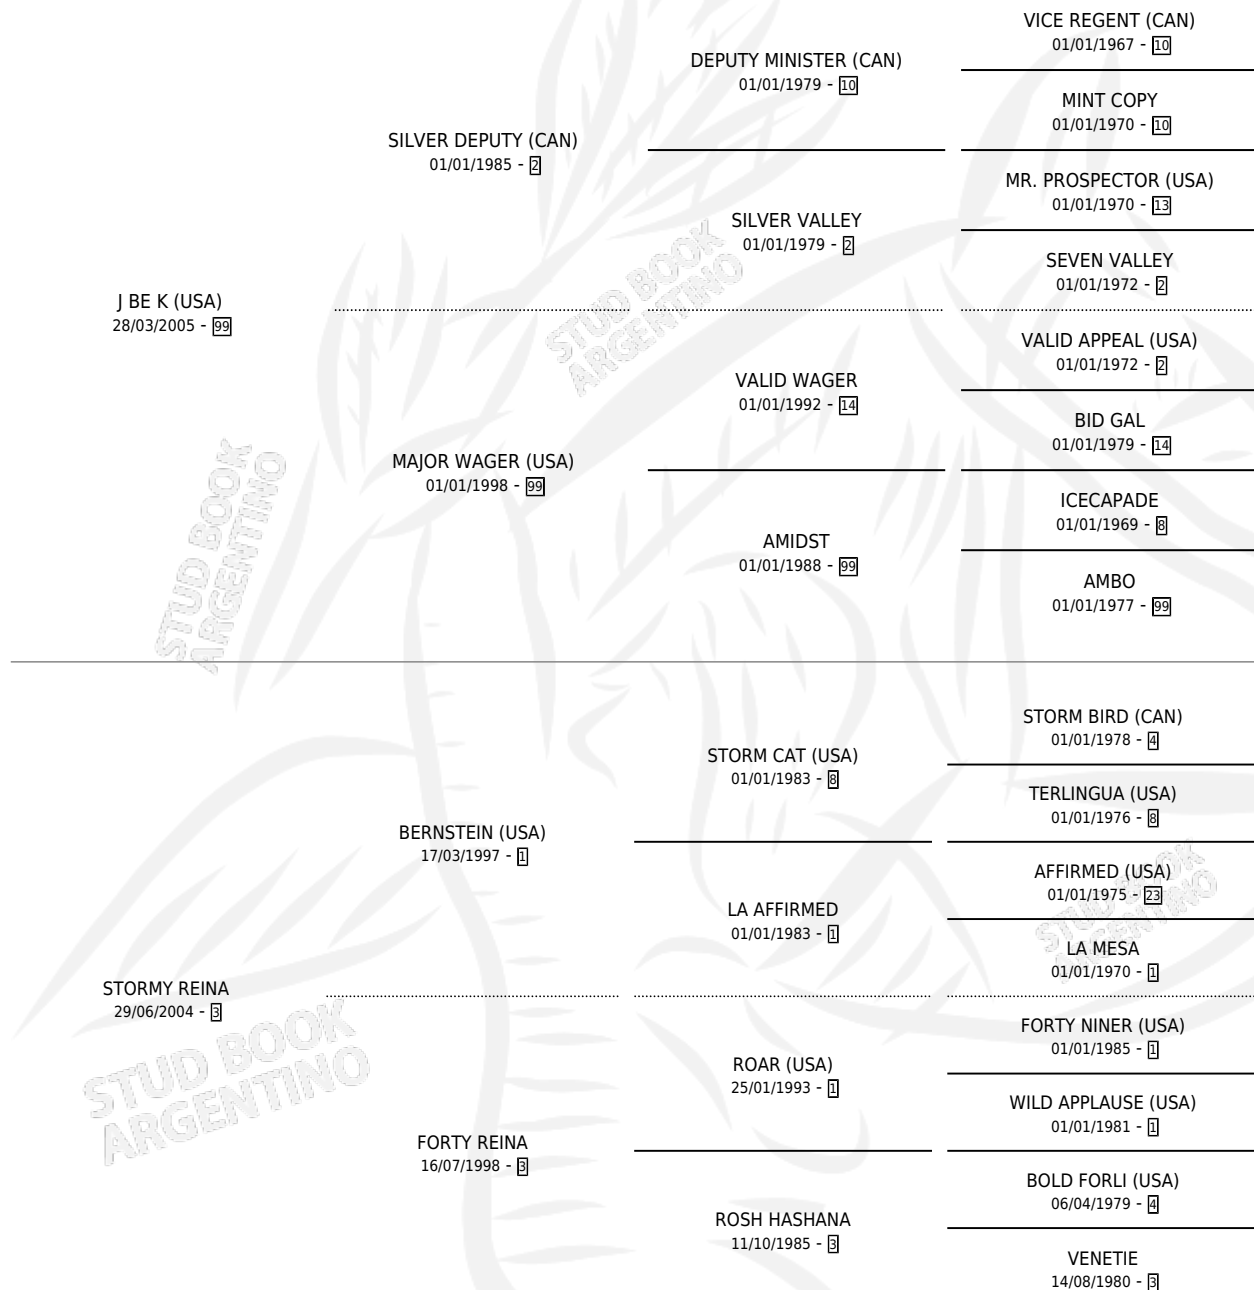 VICE REGENT (CAN)
01/01/1967 - 10
DEPUTY MINISTER (CAN)
01/01/1979 - 10
MINT COPY
01/01/1970 - 10
SILVER DEPUTY (CAN)
01/01/1985 - 2
MR. PROSPECTOR (USA)
01/01/1970 - 13
SILVER VALLEY
01/01/1979 - 2
SEVEN VALLEY
01/01/1972 - 2
J BE K (USA)
28/03/2005 - 99
VALID APPEAL (USA)
01/01/1972 - 2
VALID WAGER
01/01/1992 - 14
BID GAL
01/01/1979 - 14
MAJOR WAGER (USA)
01/01/1998 - 99
ICECAPADE
01/01/1969 - 8
AMIDST
01/01/1988 - 99
AMBO
01/01/1977 - 99
STORM BIRD (CAN)
01/01/1978 - 4
STORM CAT (USA)
01/01/1983 - 8
TERLINGUA (USA)
01/01/1976 - 8
BERNSTEIN (USA)
17/03/1997 - 1
AFFIRMED (USA)
01/01/1975 - 23
LA AFFIRMED
01/01/1983 - 1
LA MESA
01/01/1970 - 1
STORMY REINA
29/06/2004 - 3
FORTY NINER (USA)
01/01/1985 - 1
ROAR (USA)
25/01/1993 - 1
WILD APPLAUSE (USA)
01/01/1981 - 1
FORTY REINA
16/07/1998 - 3
BOLD FORLI (USA)
06/04/1979 - 4
ROSH HASHANA
11/10/1985 - 3
VENETIE
14/08/1980 - 3
STUD BOOK
ARGENTINO
STUD BOOK
ARGENTINO
STUD BOOK
ARGENTINO
STUD BOOK
ARGENTINO